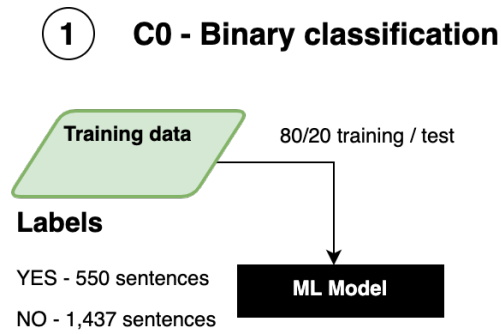 1 C0 - Binary classification
Training data
80/20 training / test
Labels
YES - 550 sentences
ML Model
NO - 1,437 sentences